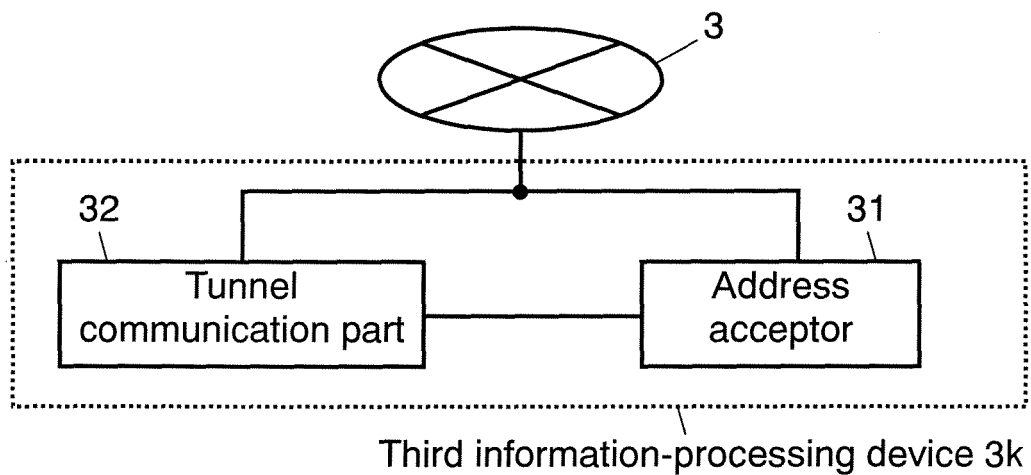 3
32
31
Tunnel
communication part
Address
acceptor
Third information-processing device 3k